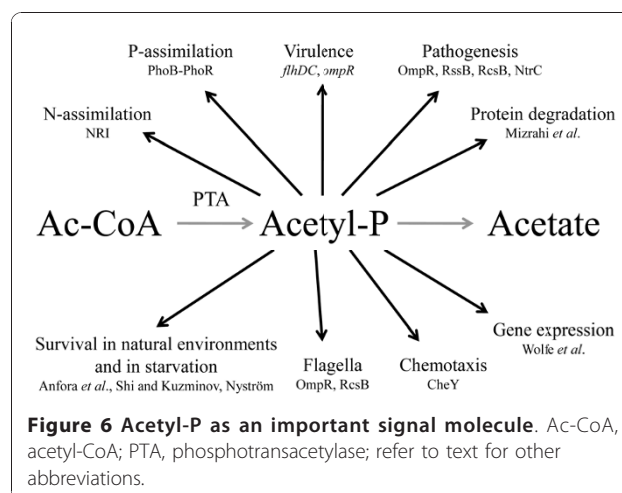 P-assimilation
PhoB-PhoR
Virulence
flhDC, ompR
Pathogenesis
OmpR, RssB, RcsB, NtrC
N-assimilation
NRI
Protein degradation
Mizrahi et al.
PTA
Ac-CoA
Acetyl-P
Acetate
Survival in natural environments
and in starvation
Anfora et al., Shi and Kuzminov, Nyström
Flagella
OmpR, RcsB
Chemotaxis
CheY
Gene expression
Wolfe et al.
Figure 6 Acetyl-P as an important signal molecule. Ac-CoA,
acetyl-CoA; PTA, phosphotransacetylase; refer to text for other
abbreviations.